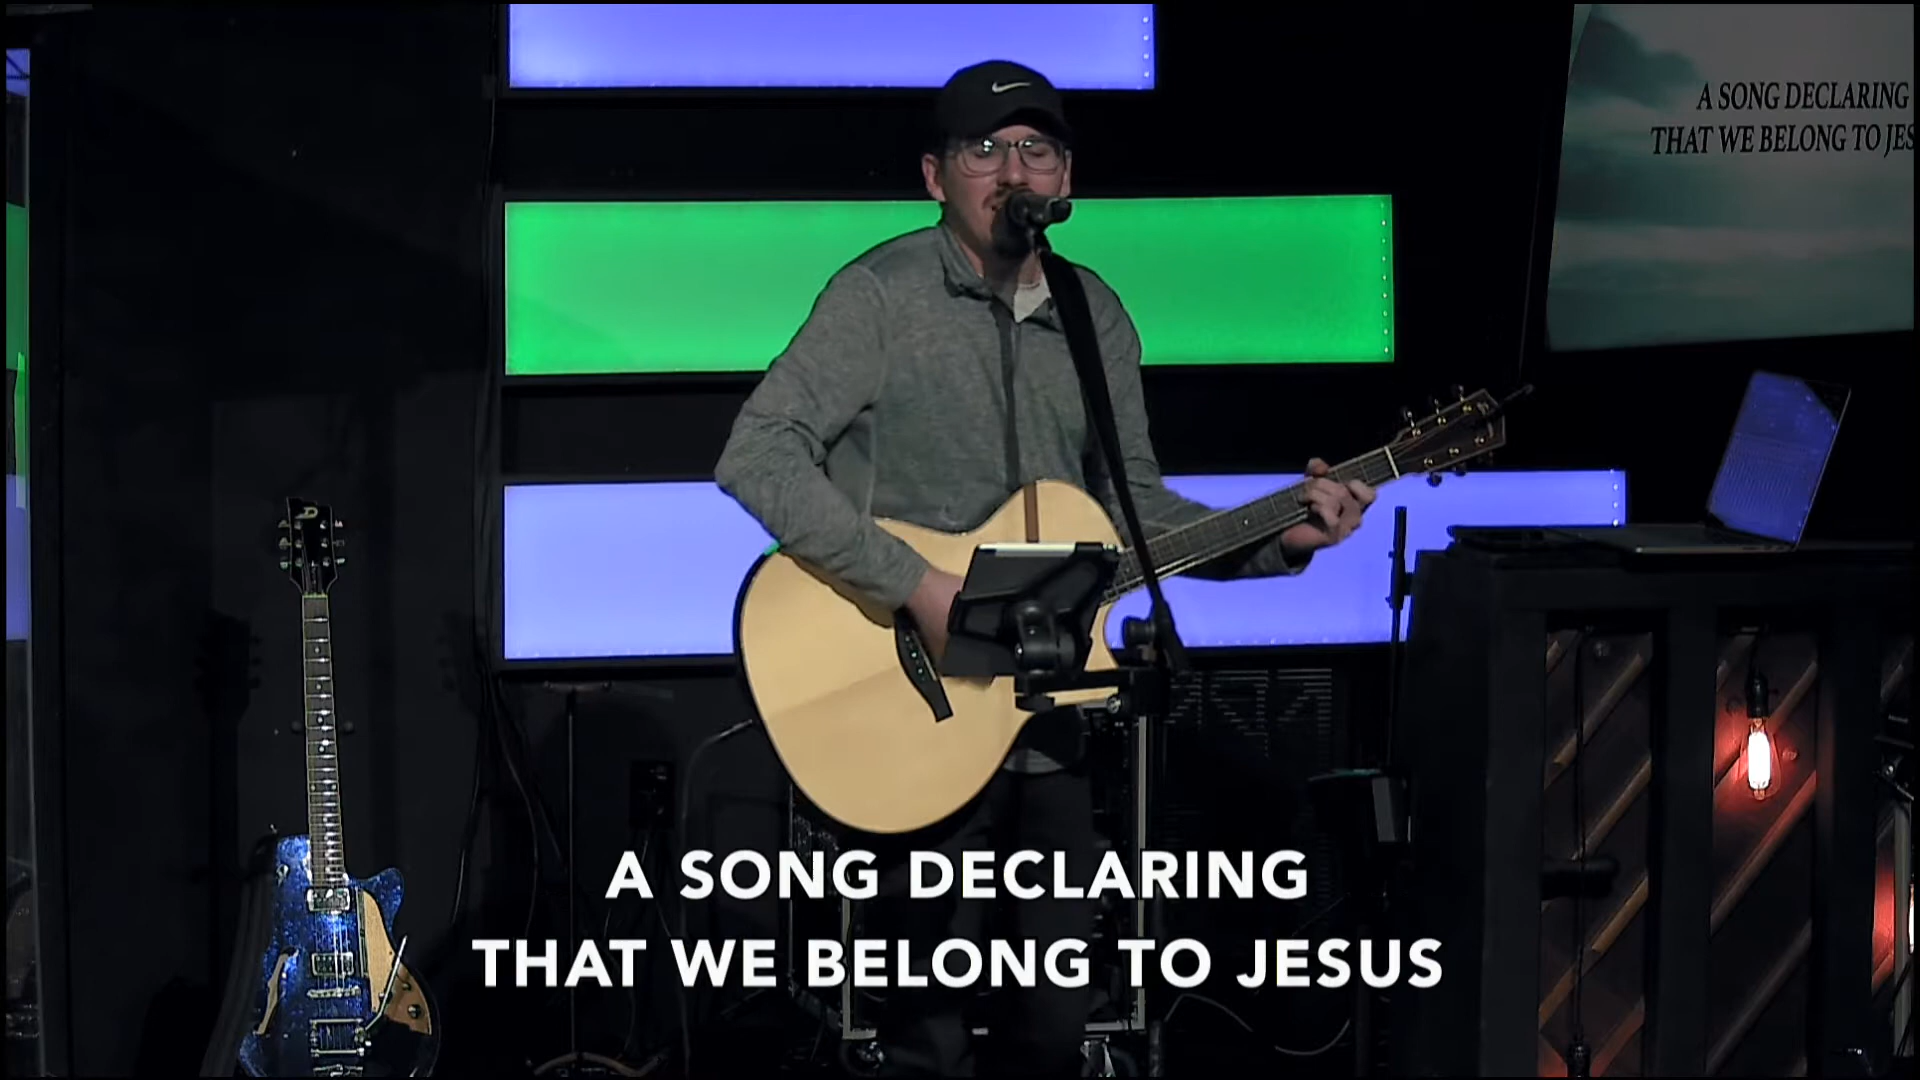 A SONG DECLARING
THAT WE BELONG TO JES
A SONG DECLARING
THAT WE BELONG TO JESUS